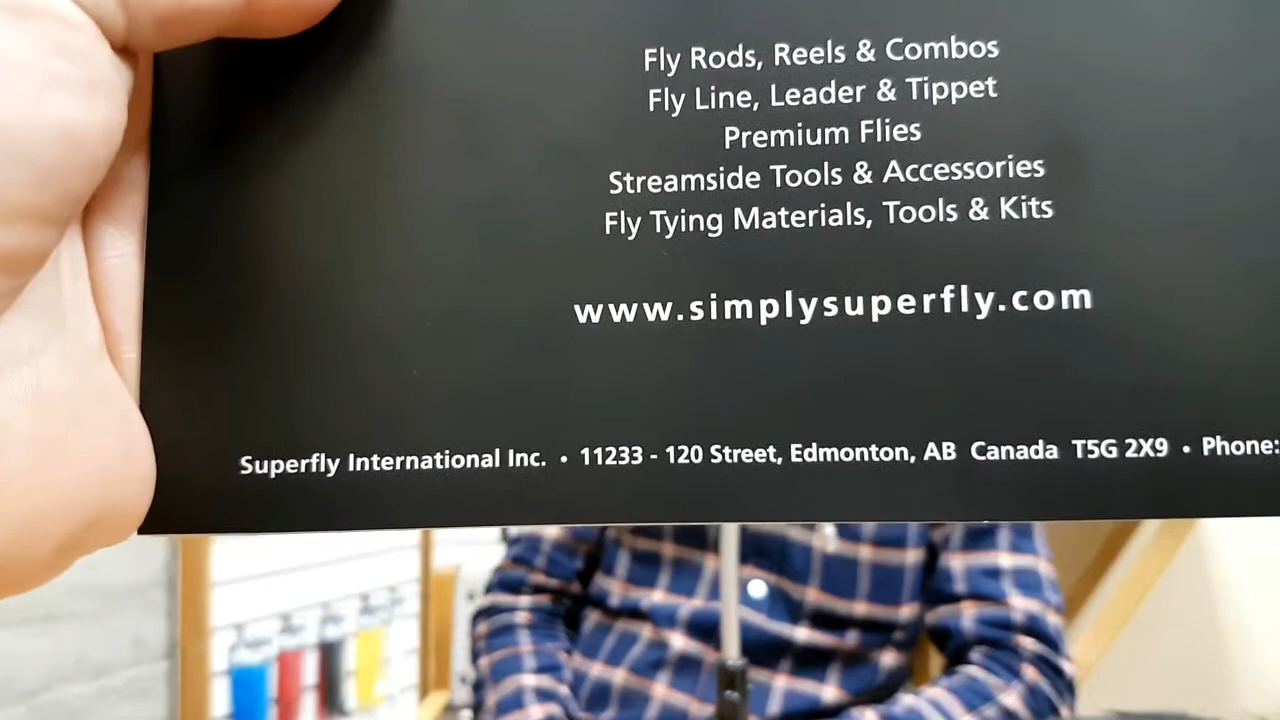 Fly Rods, Reels & Combos
Fly Line, Leader & Tippet
Premium Flies
Streamside Tools & Accessories
Fly Tying Materials, Tools & Kits
www.simplysuperfly.com
Superfly International Inc. • 11233 - 120 Street, Edmonton, AB Canada T5G 2X9 • Phone: